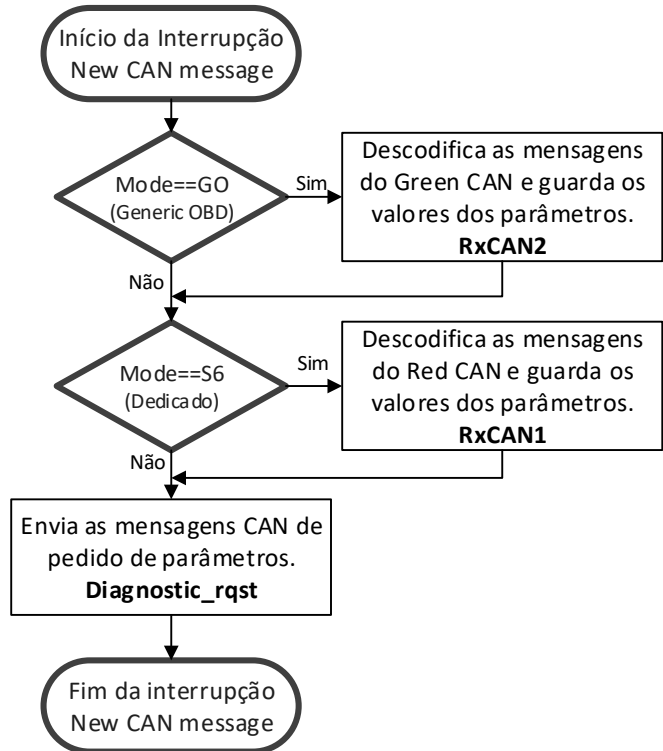 Início da Interrupção
New CAN message
Mode==GO
(Generic OBD)
Sim
Descodifica as mensagens
do Green CAN e guarda os
valores dos parâmetros.
RxCAN2
Não
Mode==S6
(Dedicado)
Sim
Descodifica as mensagens
do Red CAN e guarda os
valores dos parâmetros.
RxCAN1
Não
Envia as mensagens CAN de
pedido de parâmetros.
Diagnostic_rqst
Fim da interrupção
New CAN message